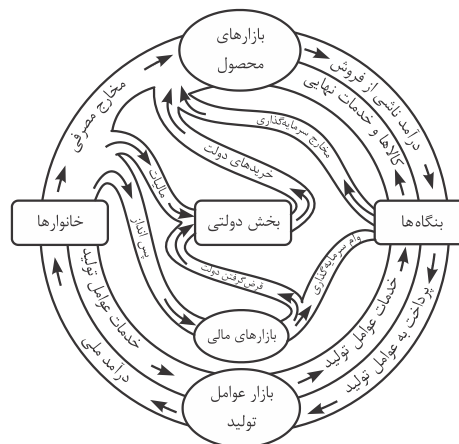 بازارهای
محصول
درآمد ناشی از فروش
کالاها و خدمات نهایی
مخارج مصرفی
مخارج سرمایه‌گذاری
خریدهای دولت
مالیات
خانوارها
بخش دولتی
بنگاه‌ها
پس انداز
قرض‌گرفتن دولت
وام سرمایه‌گذاری
بازارهای مالی
خدمات عوامل تولید
درآمد ملی
خدمات عوامل تولید
پرداخت به عوامل تولید
بازار عوامل
تولید